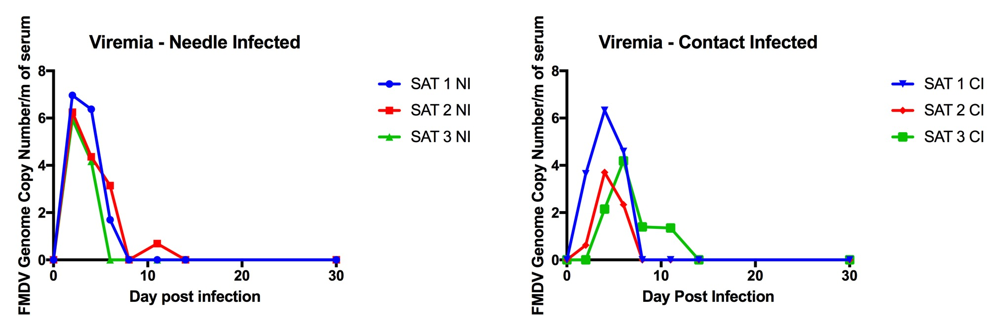 Viremia - Needle Infected
FMDV Genome Copy Number/m of serum
8
6
4
2
0
0 10 20 30
Day post infection
SAT 1 NI
SAT 2 NI
SAT 3 NI
Viremia - Contact Infected
FMDV Genome Copy Number/m of serum
8
6
4
2
0
0 10 20 30
Day Post Infection
SAT 1 CI
SAT 2 CI
SAT 3 CI